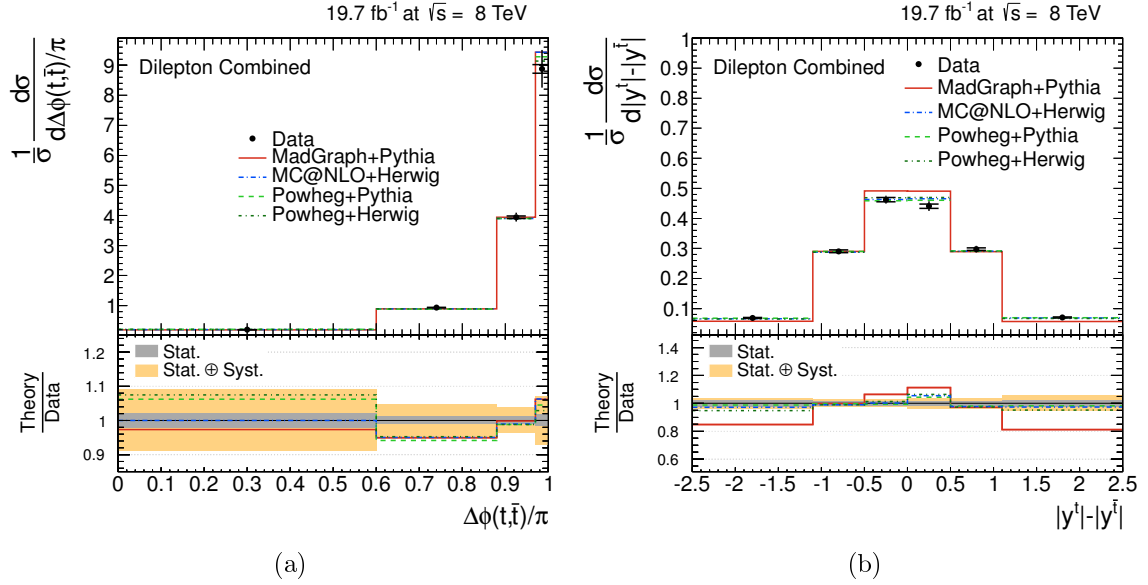 19.7 fb⁻¹ at √s = 8 TeV
1/σ dσ/dΔφ(t,t̄)/π
Dilepton Combined
Data
MadGraph+Pythia
MC@NLO+Herwig
Powheg+Pythia
Powheg+Herwig
9
8
7
6
5
4
3
2
1
Theory/Data
Stat.
Stat. ⊕ Syst.
1.2
1.1
1.0
0.9
0 0.1 0.2 0.3 0.4 0.5 0.6 0.7 0.8 0.9 1
Δφ(t,t̄)/π
(a)
19.7 fb⁻¹ at √s = 8 TeV
1/σ dσ/d|yᵗ|-|yᵗ̄|
Dilepton Combined
Data
MadGraph+Pythia
MC@NLO+Herwig
Powheg+Pythia
Powheg+Herwig
1
0.9
0.8
0.7
0.6
0.5
0.4
0.3
0.2
0.1
Theory/Data
Stat.
Stat. ⊕ Syst.
1.4
1.2
1.0
0.8
0.6
-2.5 -2 -1.5 -1 -0.5 0 0.5 1 1.5 2 2.5
|yᵗ|-|yᵗ̄|
(b)